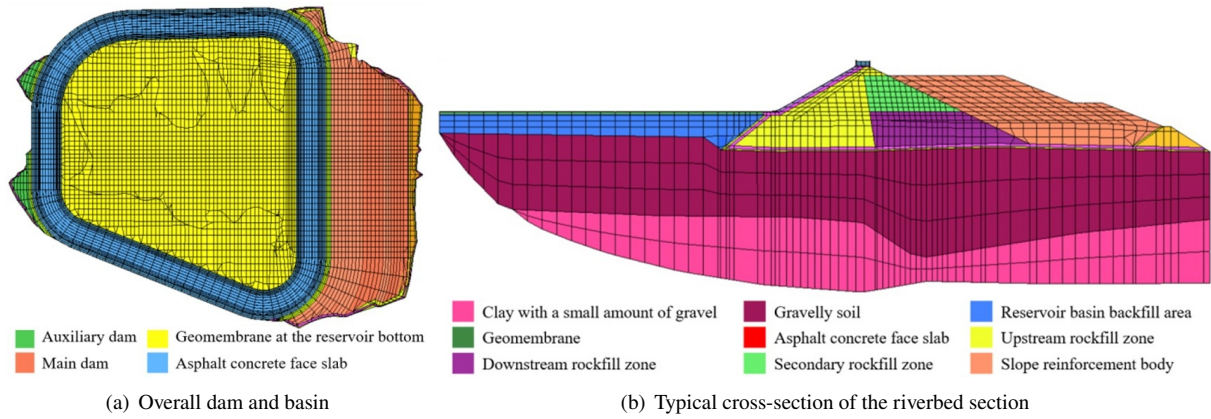 Auxiliary dam
Geomembrane at the reservoir bottom
Main dam
Asphalt concrete face slab
Clay with a small amount of gravel
Gravelly soil
Reservoir basin backfill area
Geomembrane
Asphalt concrete face slab
Upstream rockfill zone
Downstream rockfill zone
Secondary rockfill zone
Slope reinforcement body
(a) Overall dam and basin
(b) Typical cross-section of the riverbed section